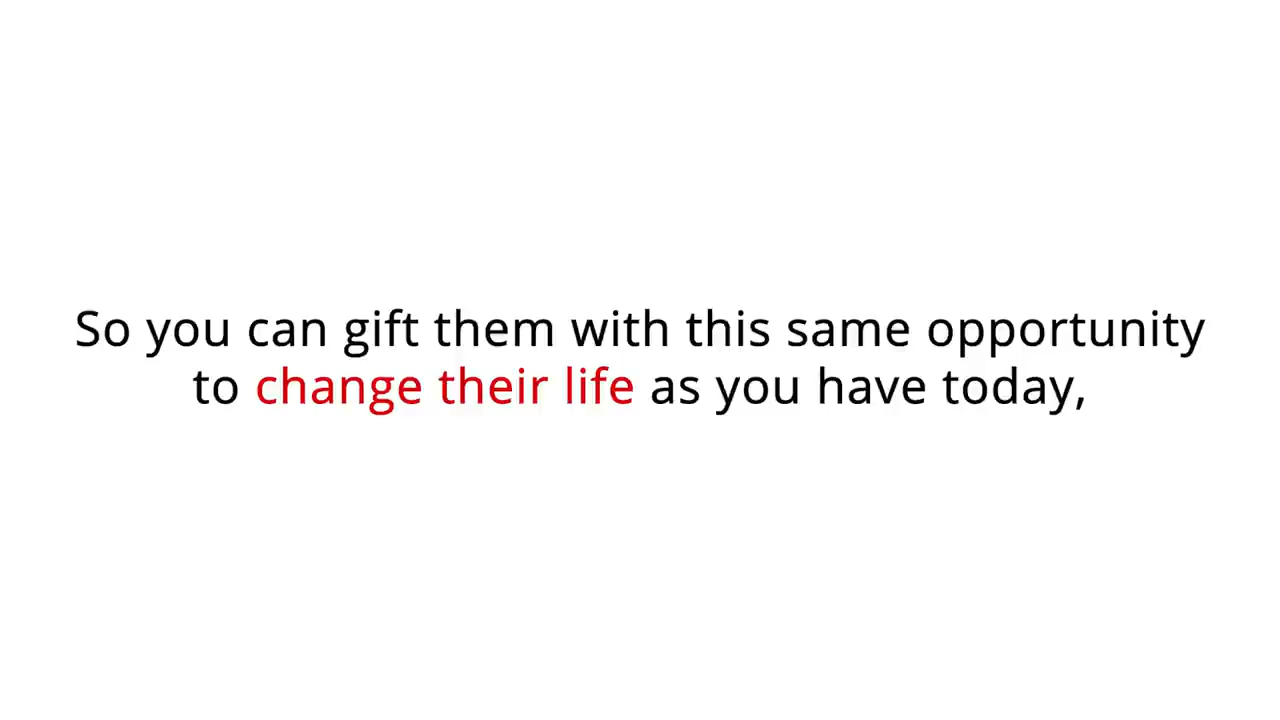 So you can gift them with this same opportunity
to change their life as you have today,